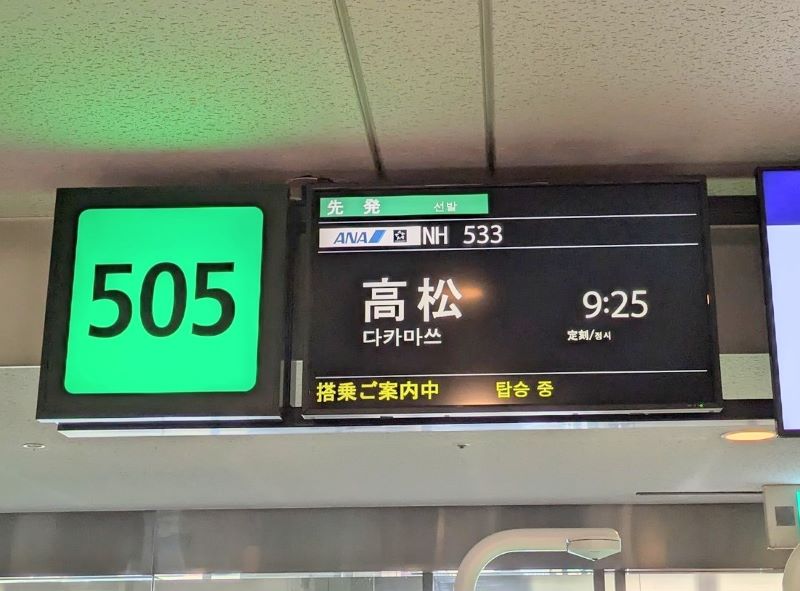 505
先発 선발
ANA NH 533
高松 9:25
다카마쓰 定刻/정시
搭乗ご案内中 탑승 중